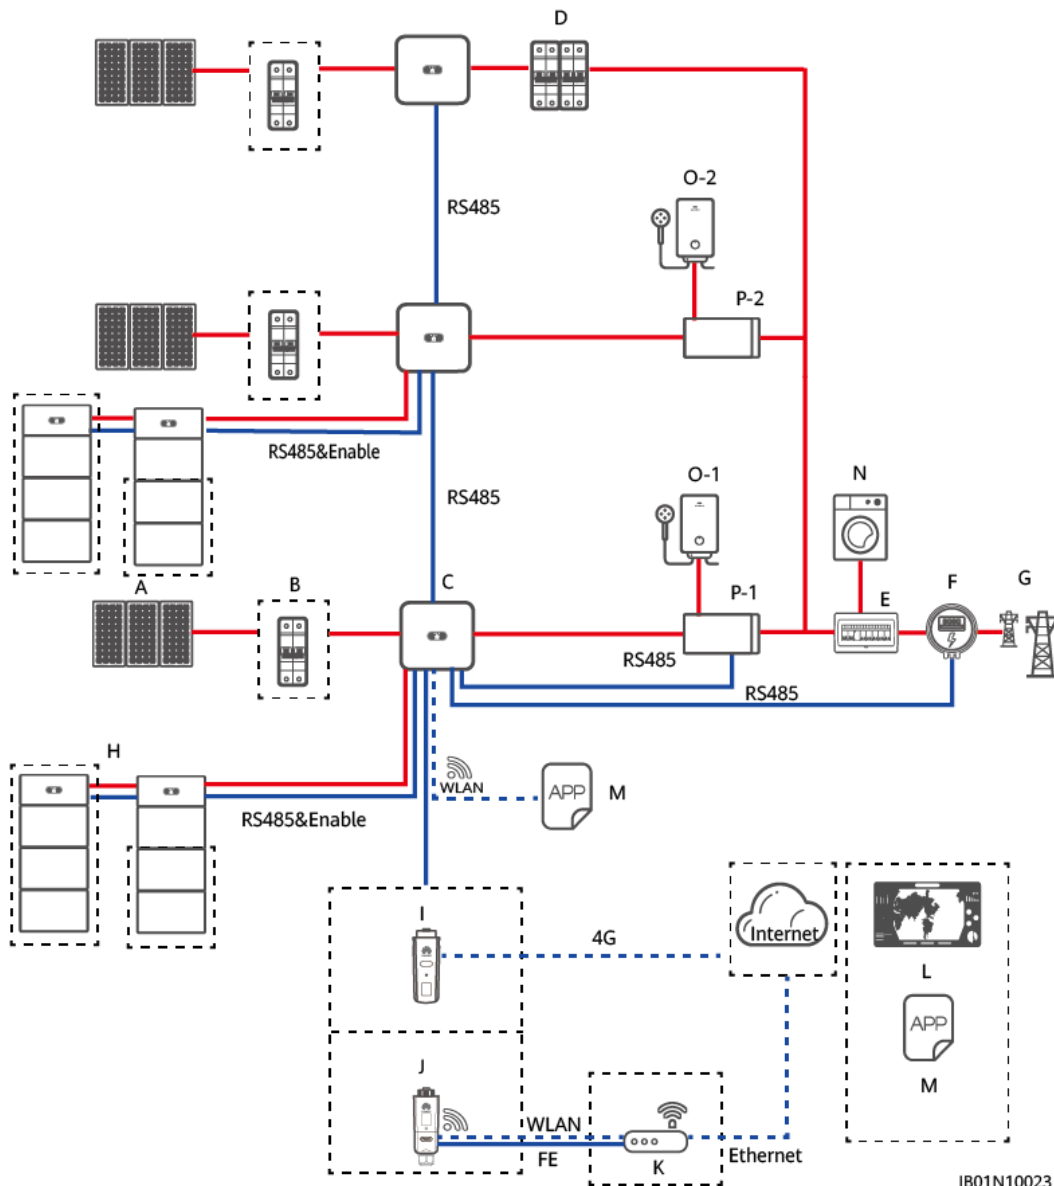 D
RS485
O-2
P-2
RS485&Enable
RS485
O-1
N
A
B
C
P-1
E
F
G
RS485
RS485
H
WLAN
APP
M
RS485&Enable
I
4G
Internet
L
APP
M
J
WLAN
FE
K
Ethernet
IB01N10023